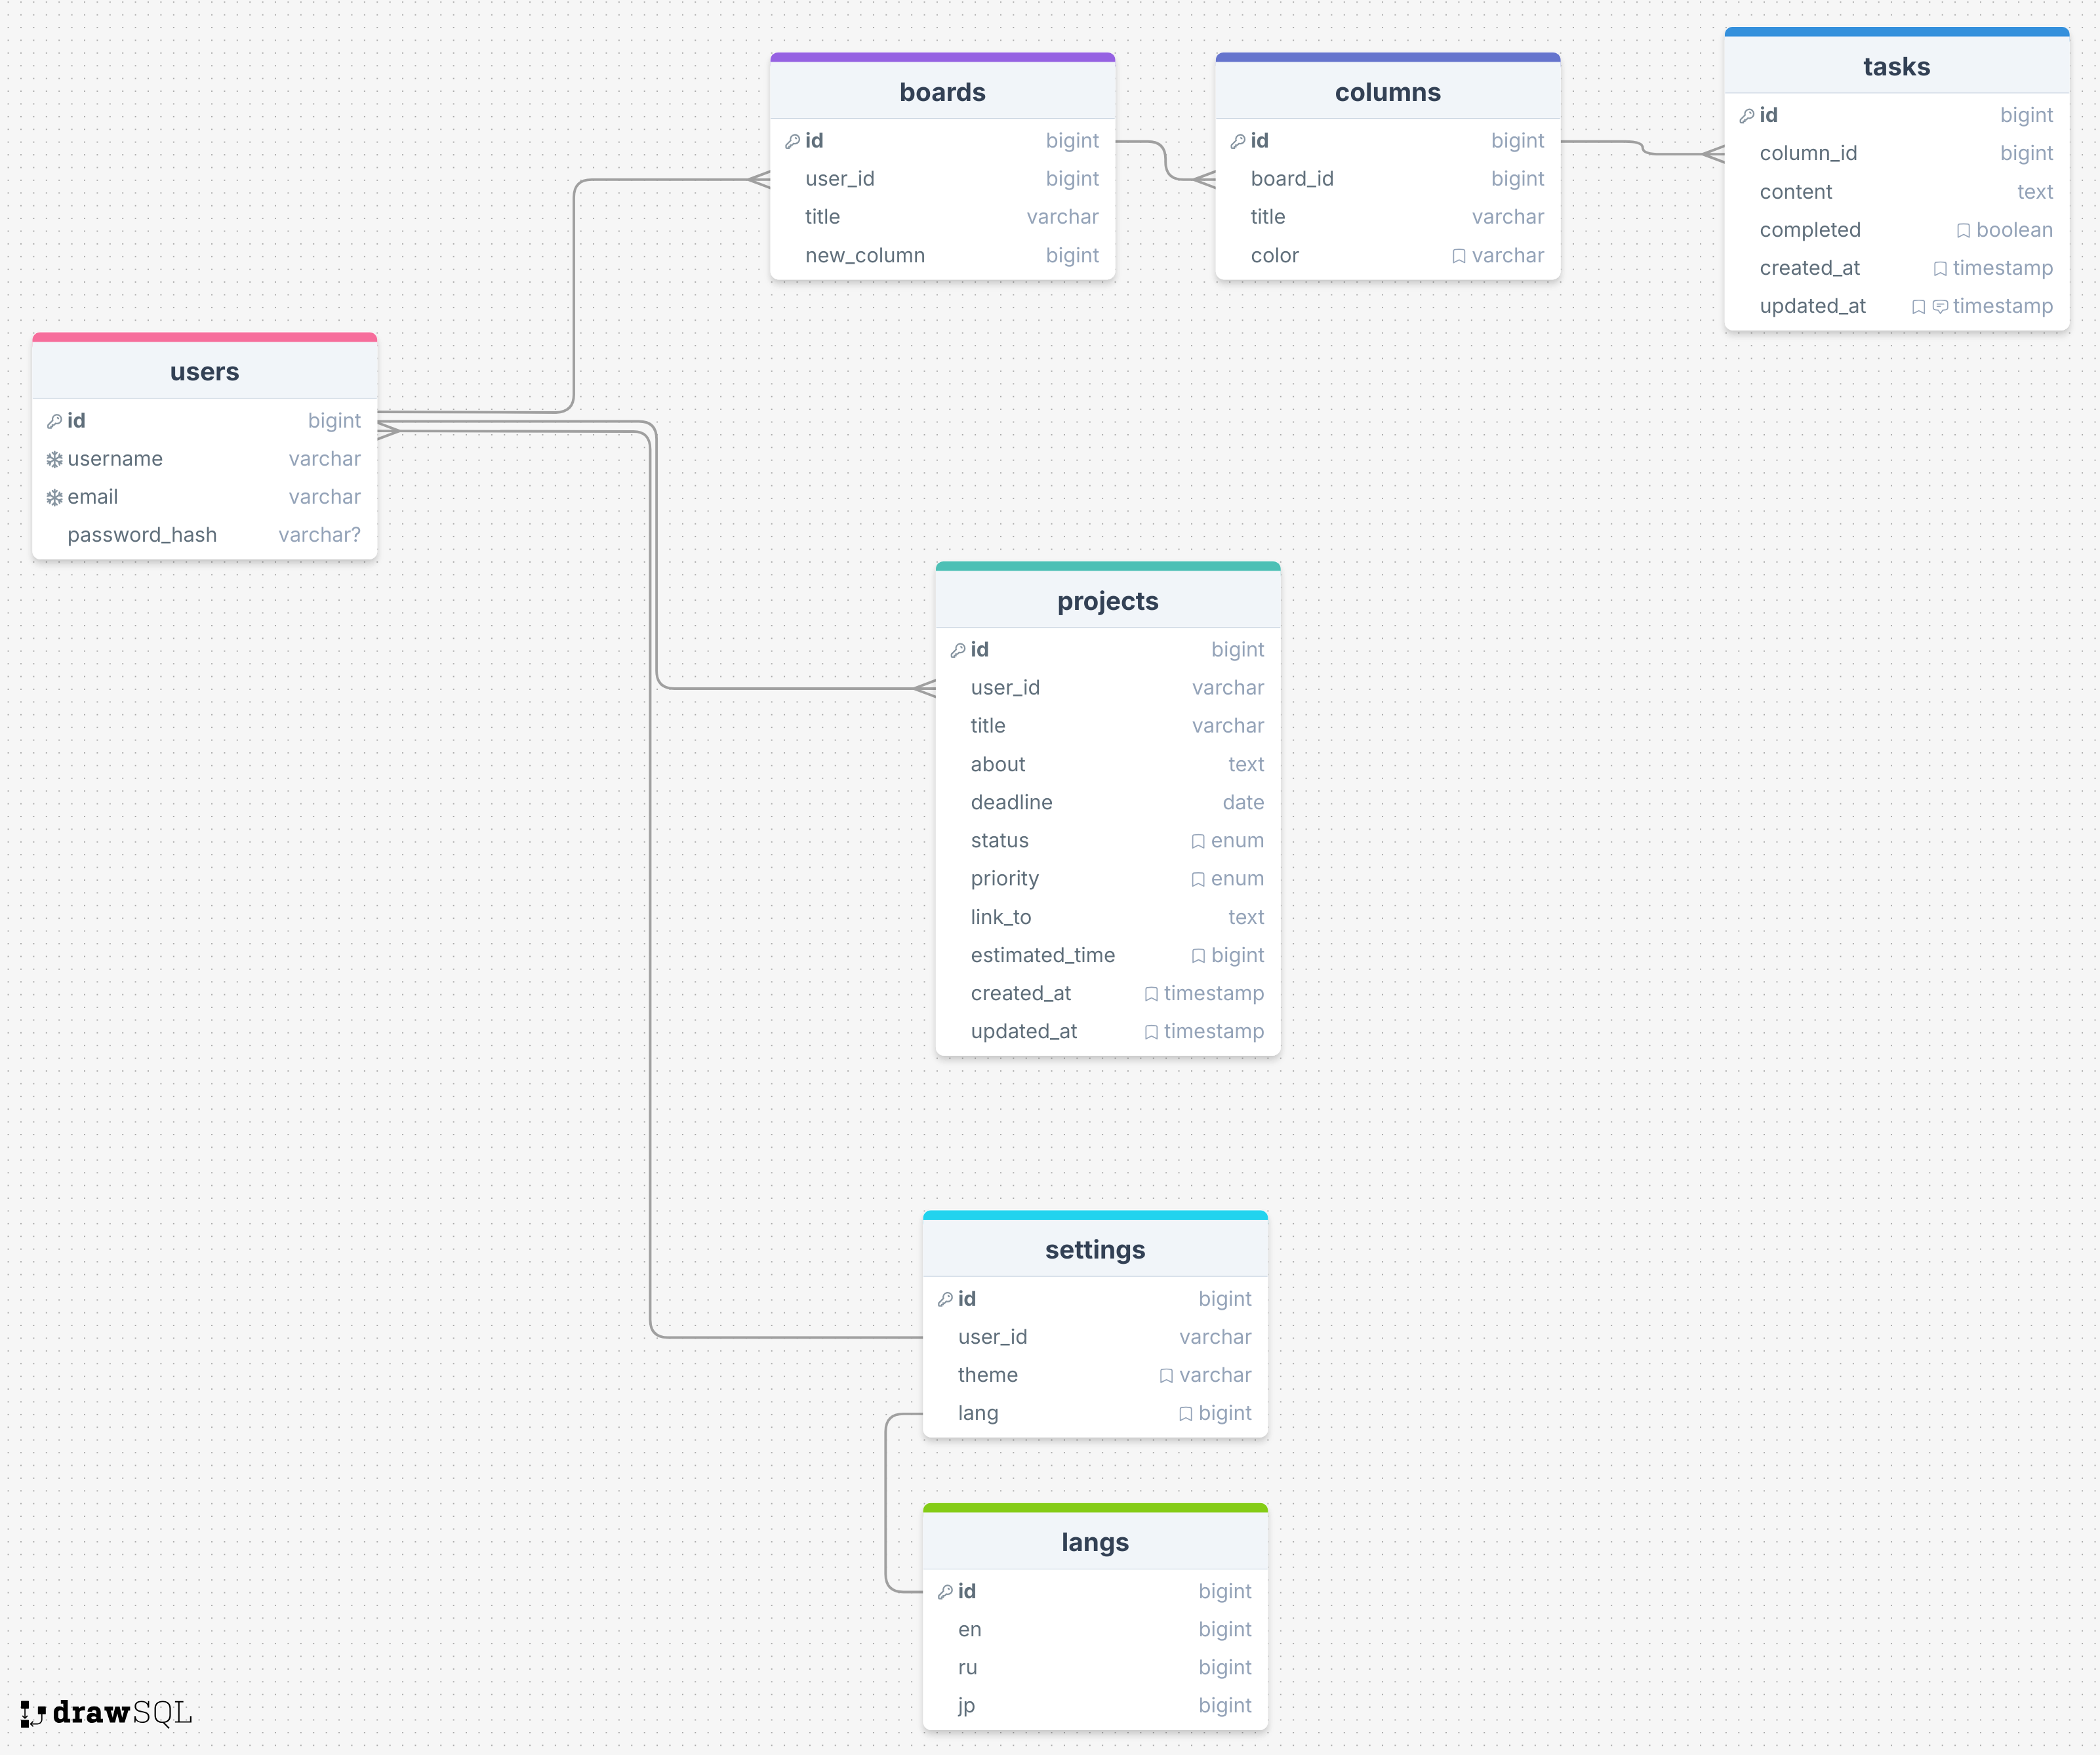 boards
id bigint
user_id bigint
title varchar
new_column bigint
columns
id bigint
board_id bigint
title varchar
color varchar
tasks
id bigint
column_id bigint
content text
completed boolean
created_at timestamp
updated_at timestamp
users
id bigint
username varchar
email varchar
password_hash varchar?
projects
id bigint
user_id varchar
title varchar
about text
deadline date
status enum
priority enum
link_to text
estimated_time bigint
created_at timestamp
updated_at timestamp
settings
id bigint
user_id varchar
theme varchar
lang bigint
langs
id bigint
en bigint
ru bigint
jp bigint
drawSQL